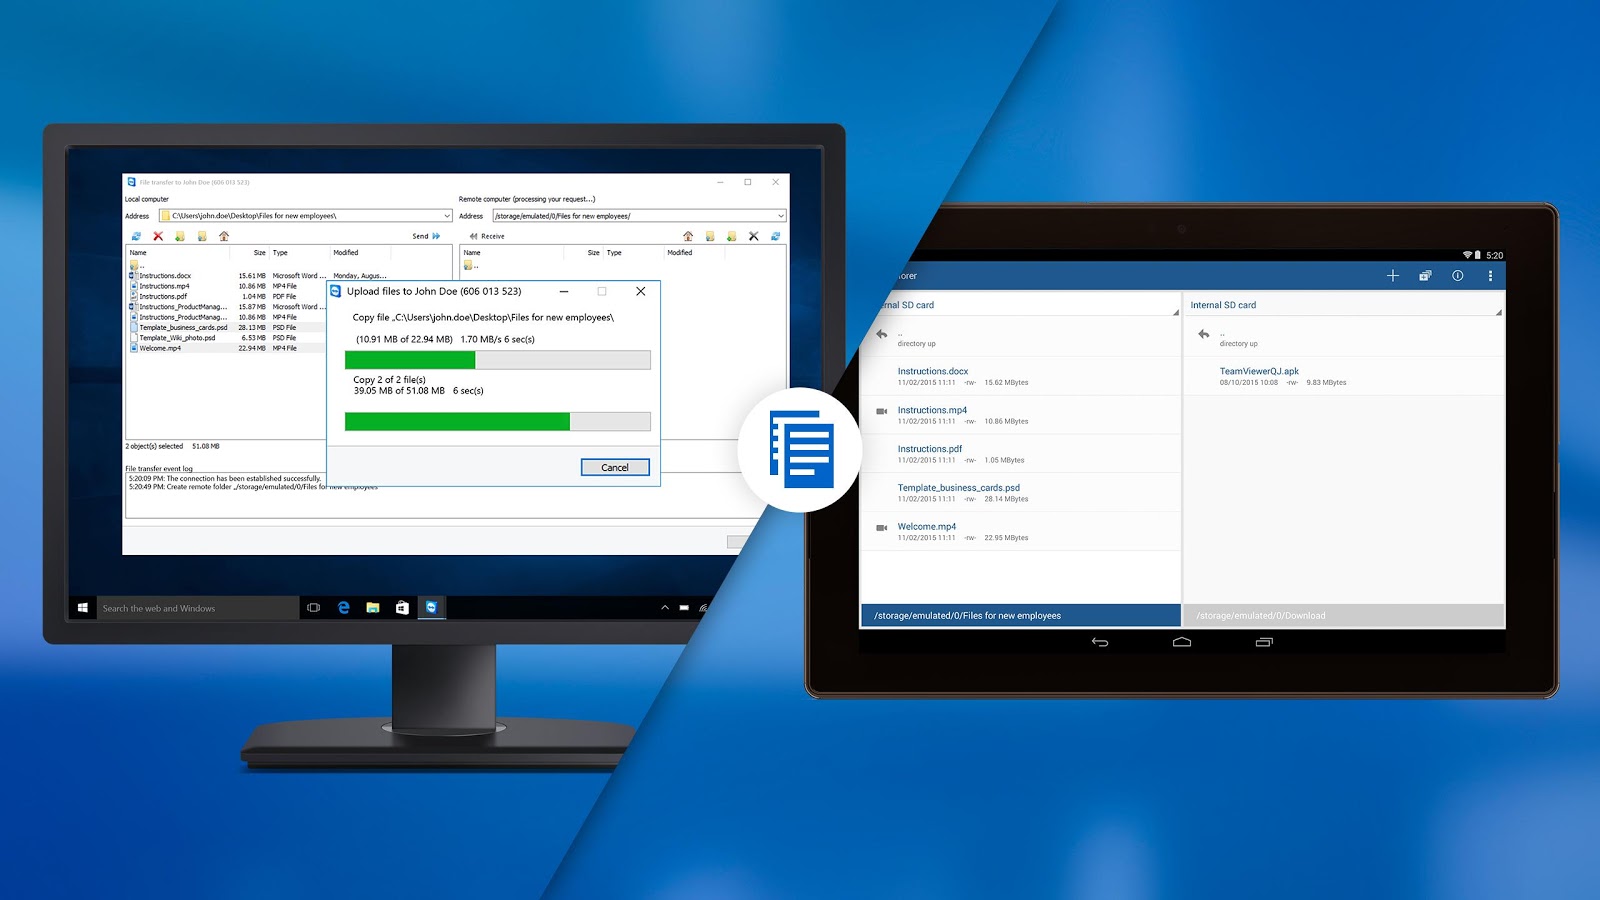 File transfer to John Doe (606 013 523)
Local computer
Address C:\Users\john.doe\Desktop\Files for new employees\
Send
Name Size Type Modified
..
Instructions.docx 15.61 MB Microsoft Word ... Monday, Augus...
Instructions.mp4 10.86 MB MP4 File
Instructions.pdf 1.04 MB PDF File
Instructions_ProductManag... 15.87 MB Microsoft Word ...
Instructions_ProductManag... 10.86 MB MP4 File
Template_business_cards.psd 28.13 MB PSD File
Template_Wiki_photo.psd 6.53 MB PSD File
Welcome.mp4 22.94 MB MP4 File
2 object(s) selected 51.08 MB
Remote computer (processing your request...)
Address /storage/emulated/0/Files for new employees/
Receive
Name Size Type Modified
..
Upload files to John Doe (606 013 523)
Copy file „C:\Users\john.doe\Desktop\Files for new employees\
(10.91 MB of 22.94 MB) 1.70 MB/s 6 sec(s)
Copy 2 of 2 file(s)
39.05 MB of 51.08 MB 6 sec(s)
Cancel
File transfer event log
5:20:09 PM: The connection has been established successfully.
5:20:49 PM: Create remote folder „/storage/emulated/0/Files for new employees
Search the web and Windows
5:20
orer
rnal SD card
..
directory up
Instructions.docx
11/02/2015 11:11 -rw- 15.62 MBytes
Instructions.mp4
11/02/2015 11:11 -rw- 10.86 MBytes
Instructions.pdf
11/02/2015 11:11 -rw- 1.05 MBytes
Template_business_cards.psd
11/02/2015 11:11 -rw- 28.14 MBytes
Welcome.mp4
11/02/2015 11:11 -rw- 22.95 MBytes
/storage/emulated/0/Files for new employees
Internal SD card
..
directory up
TeamViewerQJ.apk
08/10/2015 10:08 -rw- 9.83 MBytes
/storage/emulated/0/Download